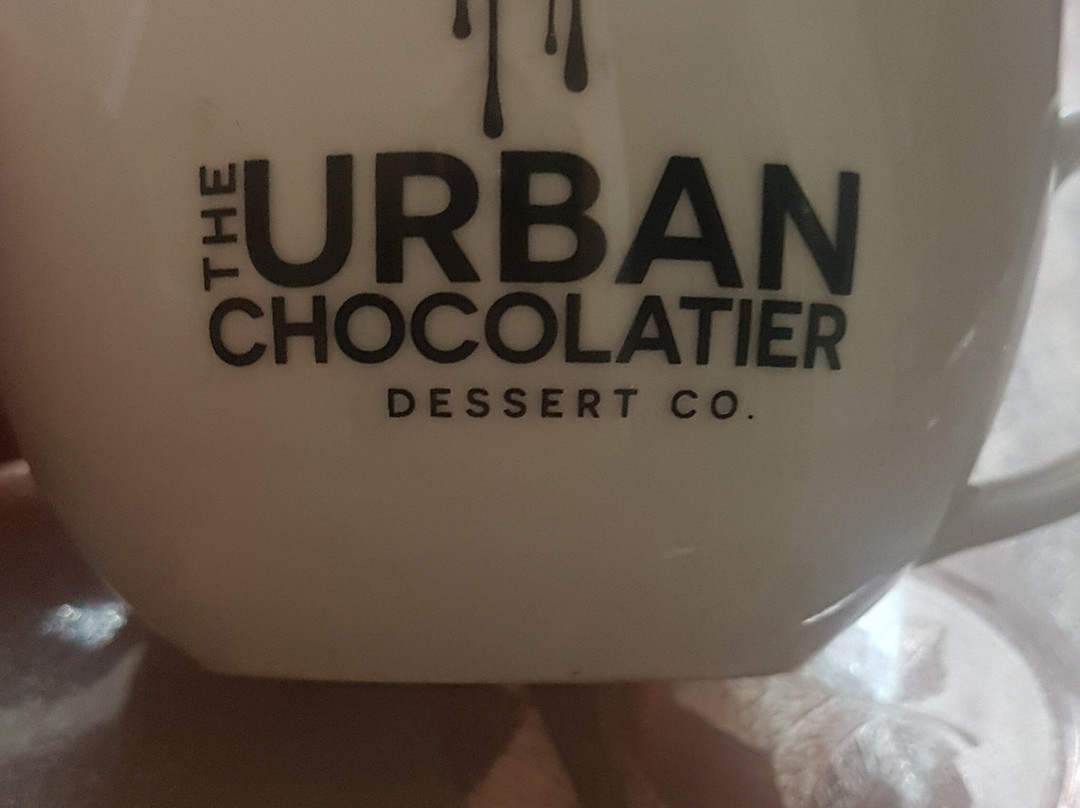 THE URBAN
CHOCOLATIER
DESSERT CO.